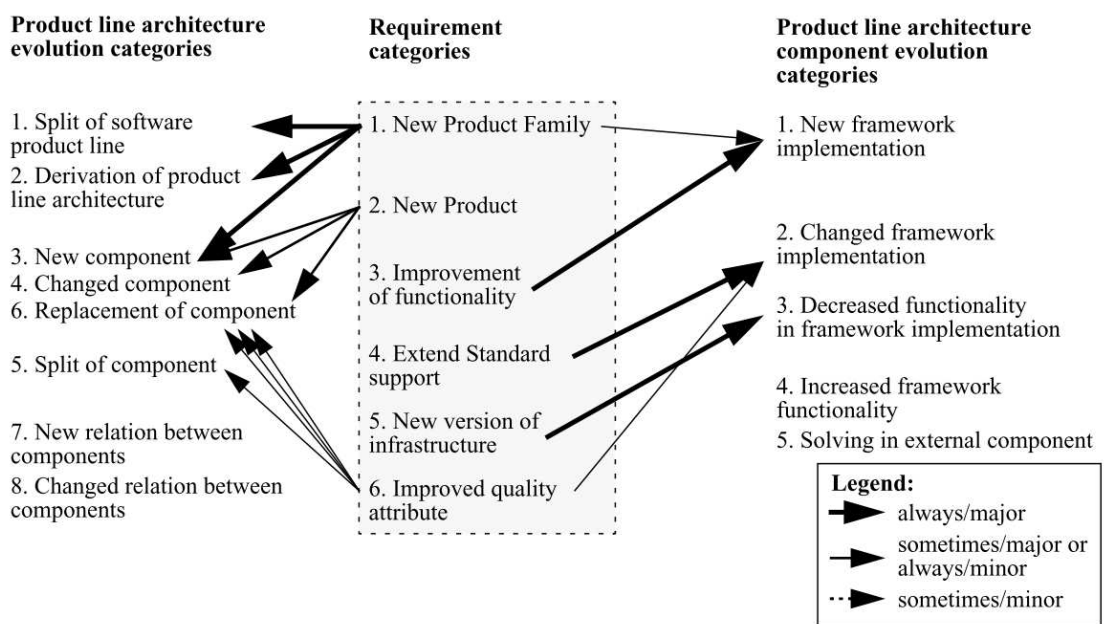 Product line architecture
evolution categories
1. Split of software
product line
2. Derivation of product
line architecture
3. New component
4. Changed component
6. Replacement of component
5. Split of component
7. New relation between
components
8. Changed relation between
components
Requirement
categories
1. New Product Family
2. New Product
3. Improvement
of functionality
4. Extend Standard
support
5. New version of
infrastructure
6. Improved quality
attribute
Product line architecture
component evolution
categories
1. New framework
implementation
2. Changed framework
implementation
3. Decreased functionality
in framework implementation
4. Increased framework
functionality
5. Solving in external component
Legend:
always/major
sometimes/major or
always/minor
sometimes/minor